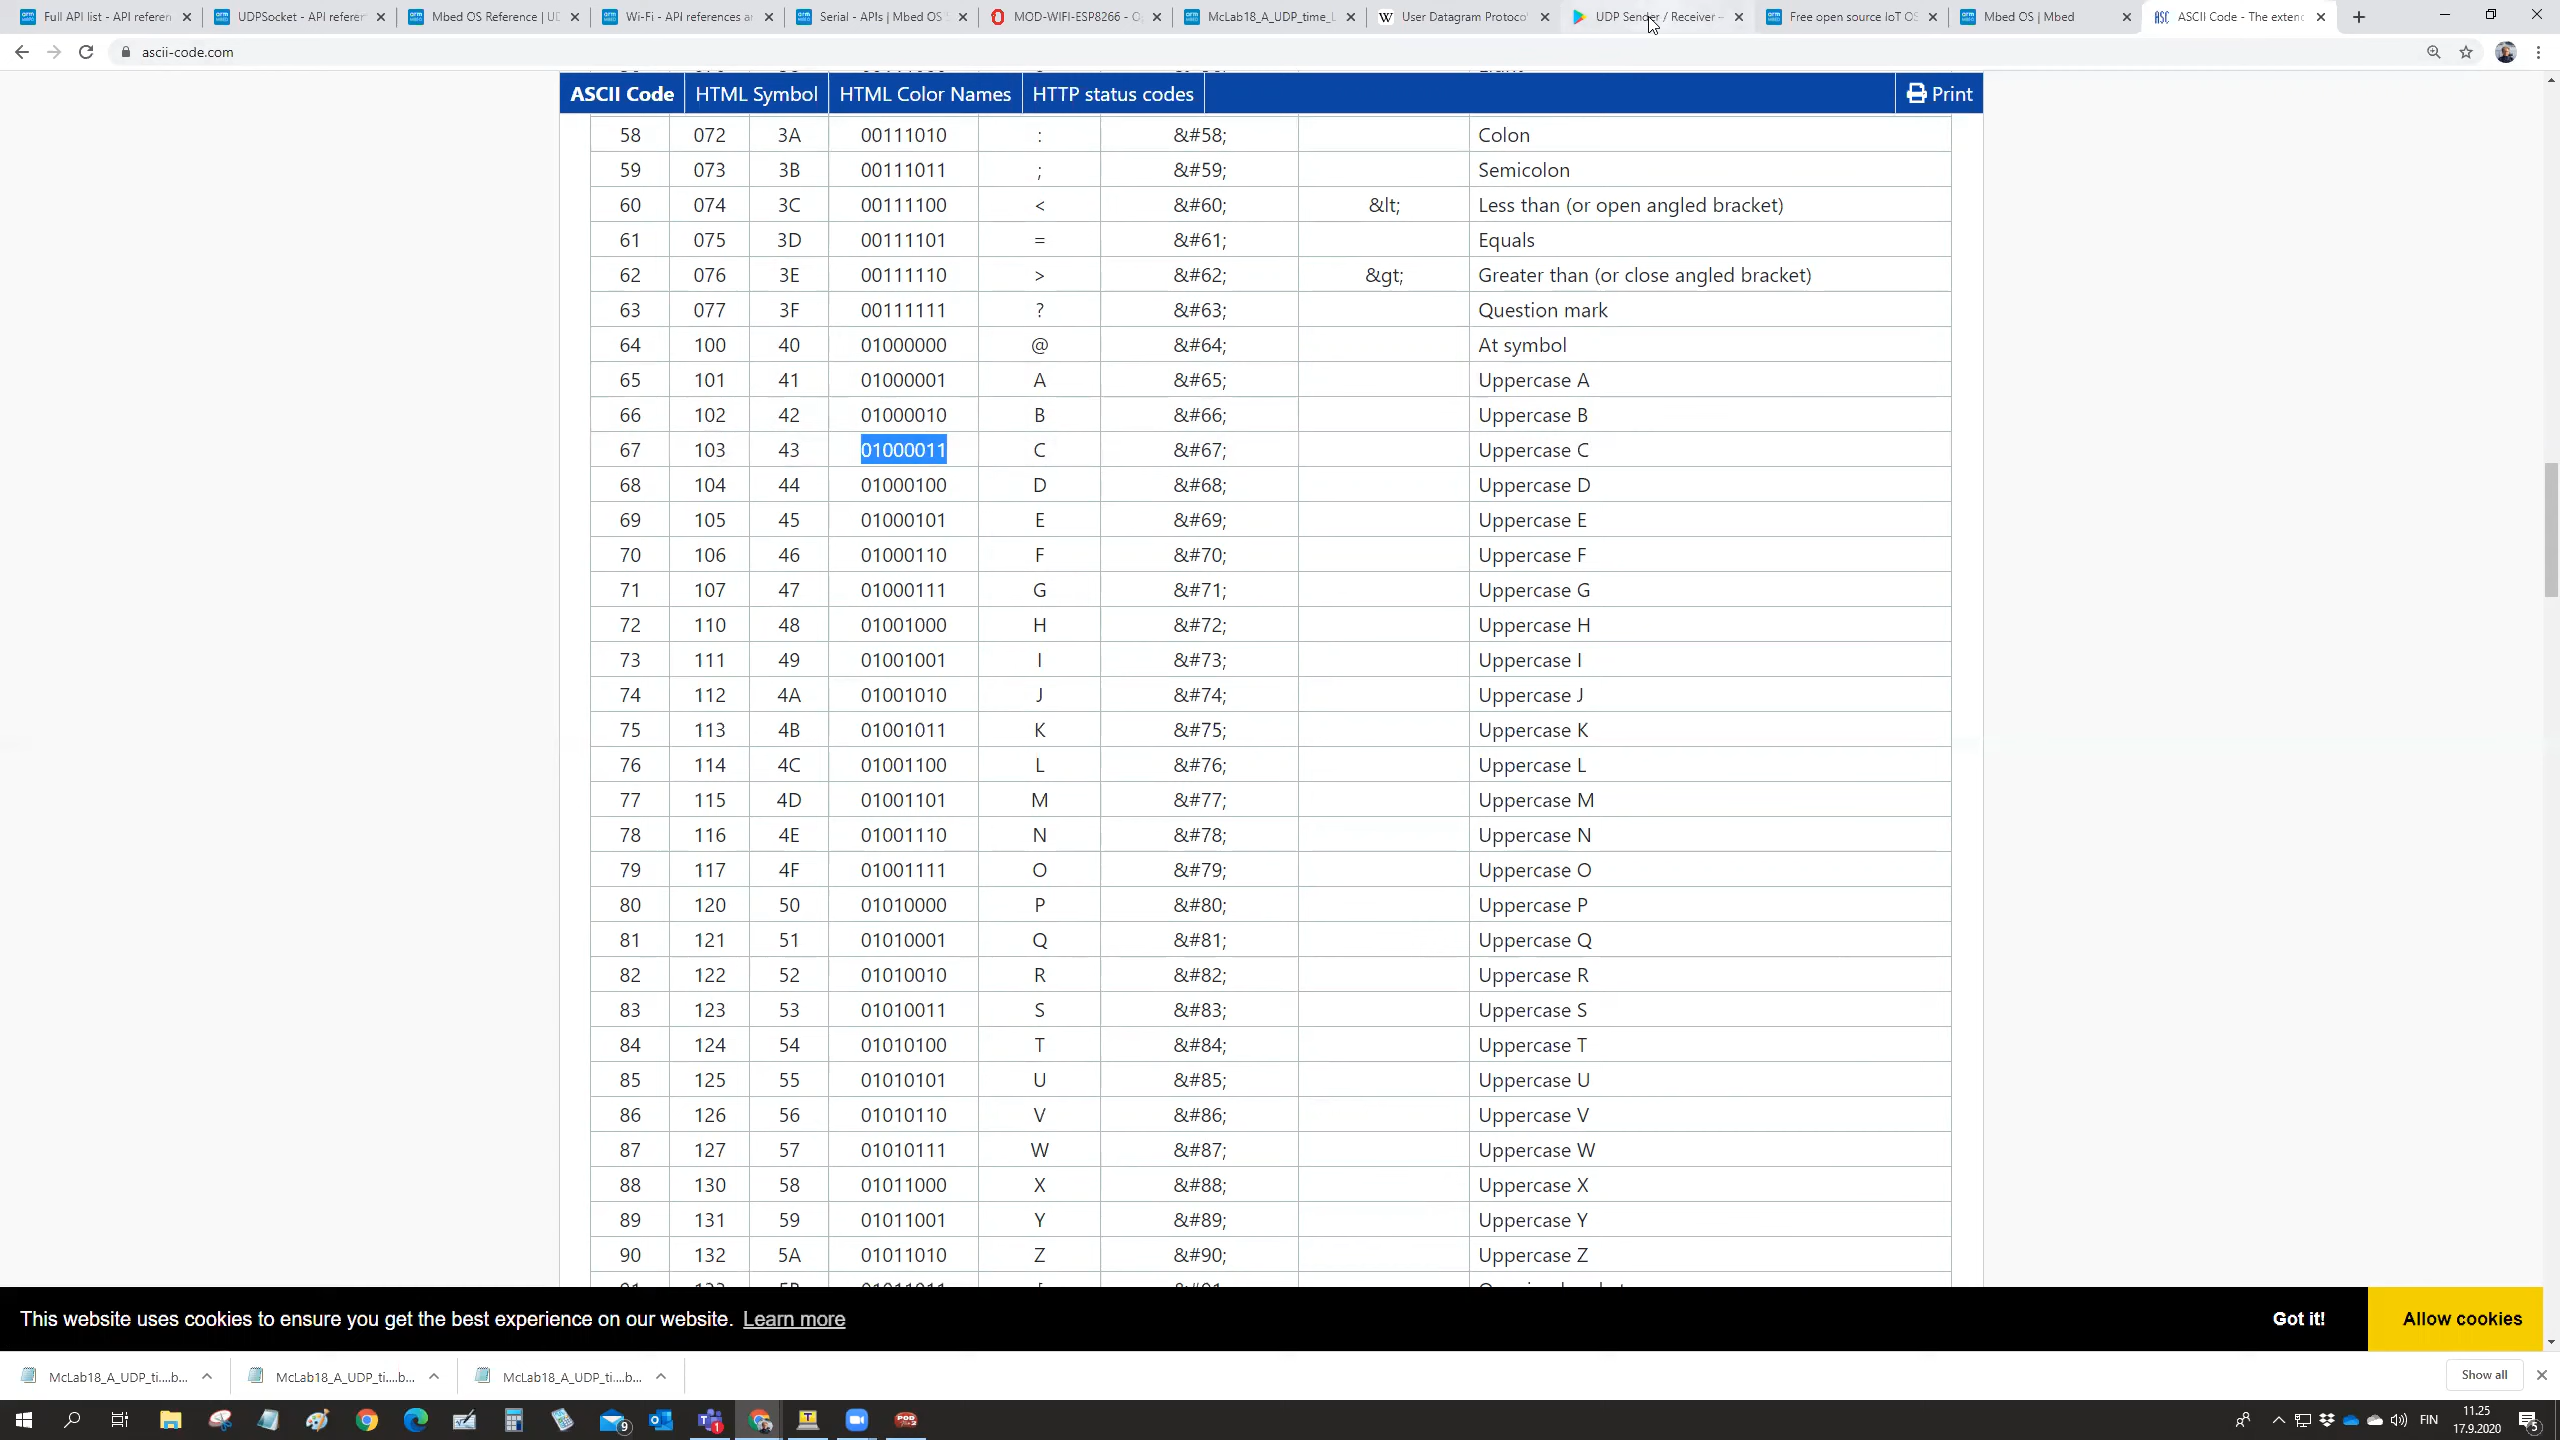 Full API list - API referen
UDPSocket - API referen
Mbed OS Reference | UD
Wi-Fi - API references an
Serial - APIs | Mbed OS
MOD-WIFI-ESP8266 - O
McLab18_A_UDP_time_L
User Datagram Protoco
UDP Sender / Receiver –
Free open source IoT OS
Mbed OS | Mbed
ASCII Code - The exten
ascii-code.com
ASCII Code HTML Symbol HTML Color Names HTTP status codes Print
58 072 3A 00111010 : &#58; Colon
59 073 3B 00111011 ; &#59; Semicolon
60 074 3C 00111100 < &#60; &lt; Less than (or open angled bracket)
61 075 3D 00111101 = &#61; Equals
62 076 3E 00111110 > &#62; &gt; Greater than (or close angled bracket)
63 077 3F 00111111 ? &#63; Question mark
64 100 40 01000000 @ &#64; At symbol
65 101 41 01000001 A &#65; Uppercase A
66 102 42 01000010 B &#66; Uppercase B
67 103 43 01000011 C &#67; Uppercase C
68 104 44 01000100 D &#68; Uppercase D
69 105 45 01000101 E &#69; Uppercase E
70 106 46 01000110 F &#70; Uppercase F
71 107 47 01000111 G &#71; Uppercase G
72 110 48 01001000 H &#72; Uppercase H
73 111 49 01001001 I &#73; Uppercase I
74 112 4A 01001010 J &#74; Uppercase J
75 113 4B 01001011 K &#75; Uppercase K
76 114 4C 01001100 L &#76; Uppercase L
77 115 4D 01001101 M &#77; Uppercase M
78 116 4E 01001110 N &#78; Uppercase N
79 117 4F 01001111 O &#79; Uppercase O
80 120 50 01010000 P &#80; Uppercase P
81 121 51 01010001 Q &#81; Uppercase Q
82 122 52 01010010 R &#82; Uppercase R
83 123 53 01010011 S &#83; Uppercase S
84 124 54 01010100 T &#84; Uppercase T
85 125 55 01010101 U &#85; Uppercase U
86 126 56 01010110 V &#86; Uppercase V
87 127 57 01010111 W &#87; Uppercase W
88 130 58 01011000 X &#88; Uppercase X
89 131 59 01011001 Y &#89; Uppercase Y
90 132 5A 01011010 Z &#90; Uppercase Z
This website uses cookies to ensure you get the best experience on our website. Learn more Got it! Allow cookies
McLab18_A_UDP_ti....b... McLab18_A_UDP_ti....b... McLab18_A_UDP_ti....b... Show all
FIN
11.25
17.9.2020